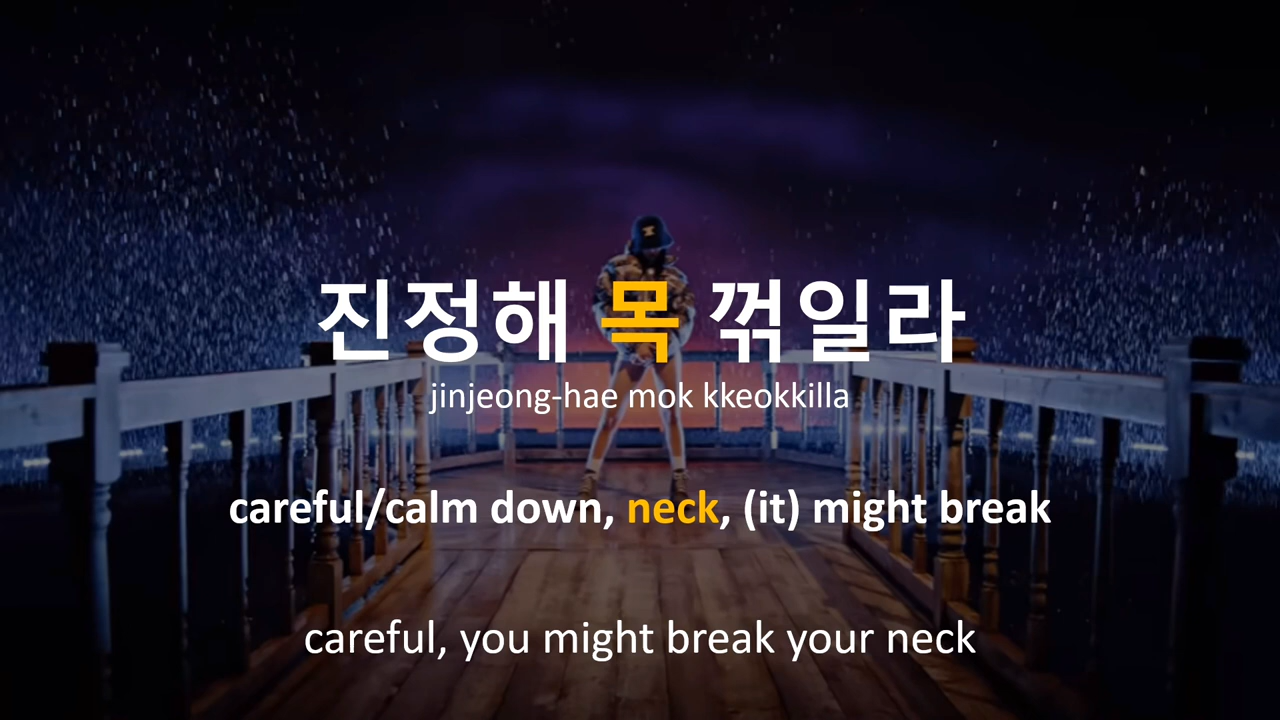 진정해 목 꺾일라
jinjeong-hae mok kkeokkilla
careful/calm down, neck, (it) might break
careful, you might break your neck